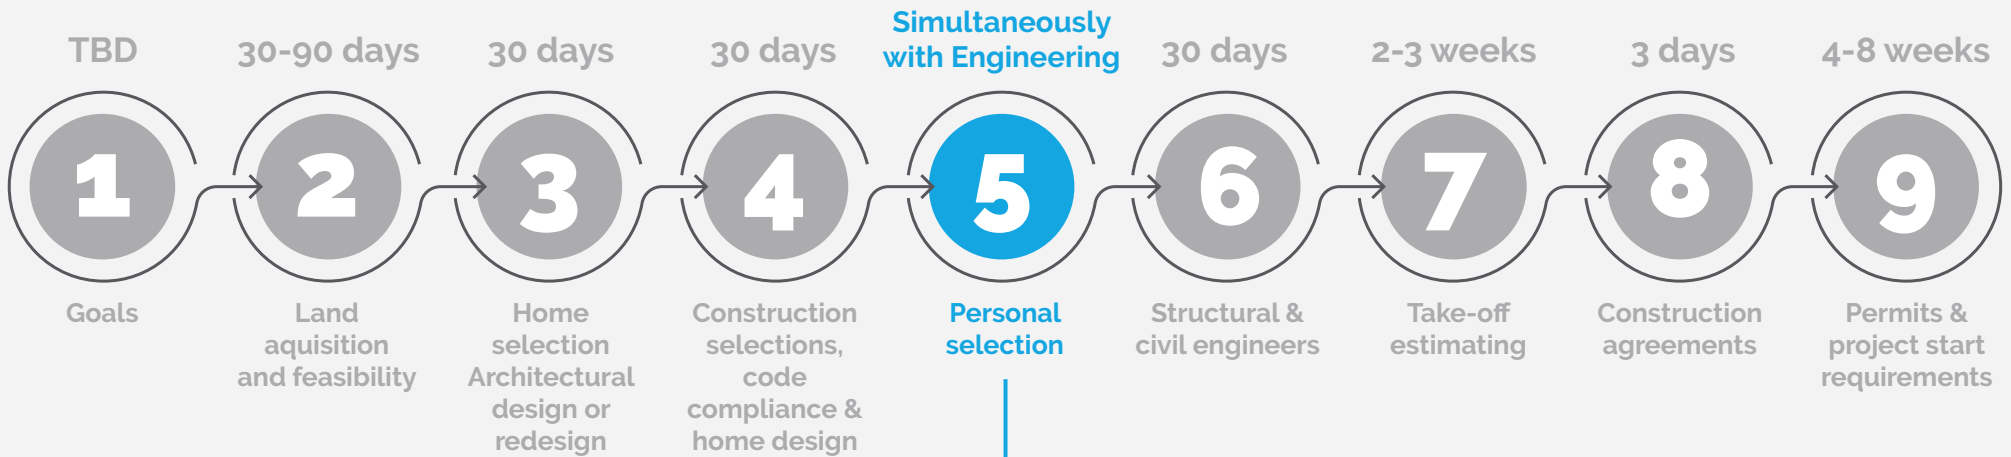 TBD
30-90 days
30 days
30 days
Simultaneously
with Engineering
30 days
2-3 weeks
3 days
4-8 weeks
1
2
3
4
5
6
7
8
9
Goals
Land
aquisition
and feasibility
Home
selection
Architectural
design or
redesign
Construction
selections,
code
compliance &
home design
Personal
selection
Structural &
civil engineers
Take-off
estimating
Construction
agreements
Permits &
project start
requirements